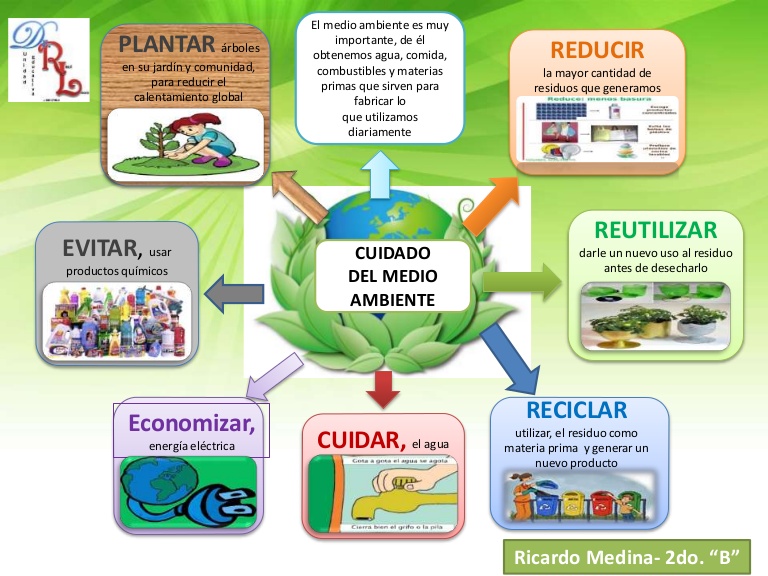 DRL
Unidad
Educativa
PLANTAR árboles
en su jardín y comunidad,
para reducir el
calentamiento global
El medio ambiente es muy
importante, de él
obtenemos agua, comida,
combustibles y materias
primas que sirven para
fabricar lo
que utilizamos
diariamente
REDUCIR
la mayor cantidad de
residuos que generamos
Reduce: menos basura
EVITAR, usar
productos químicos
CUIDADO
DEL MEDIO
AMBIENTE
REUTILIZAR
darle un nuevo uso al residuo
antes de desecharlo
Economizar,
energía eléctrica
CUIDAR, el agua
Gota a gota el agua se agota
Cierra bien el grifo o la pila
RECICLAR
utilizar, el residuo como
materia prima y generar un
nuevo producto
Ricardo Medina- 2do. “B”